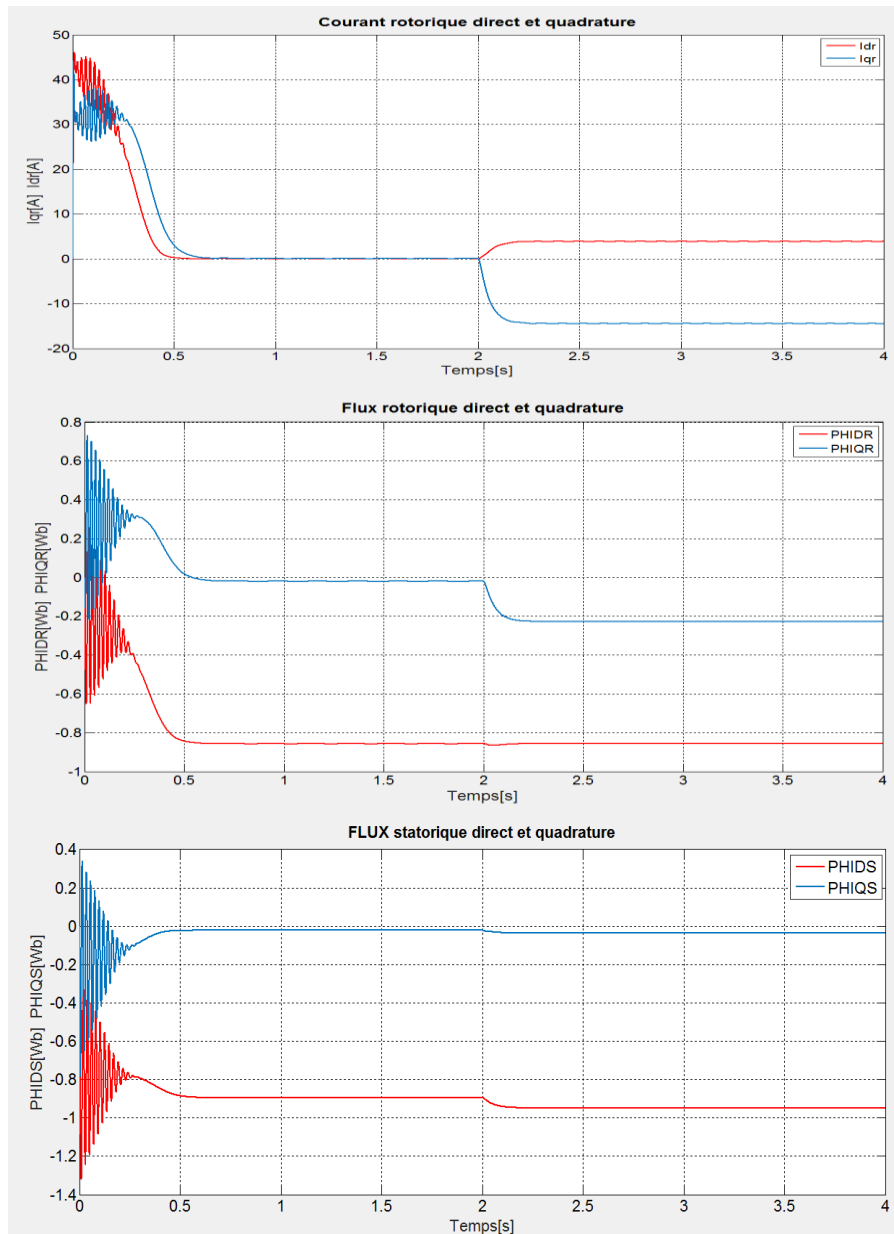 Courant rotorique direct et quadrature
Idr
Iqr
50
40
30
20
10
0
-10
-20
Iqr[A] Idr[A]
0 0.5 1 1.5 2 2.5 3 3.5 4
Temps[s]
Flux rotorique direct et quadrature
PHIDR
PHIQR
0.8
0.6
0.4
0.2
0
-0.2
-0.4
-0.6
-0.8
-1
PHIDR[Wb] PHIQR[Wb]
0 0.5 1 1.5 2 2.5 3 3.5 4
Temps[s]
FLUX statorique direct et quadrature
PHIDS
PHIQS
0.4
0.2
0
-0.2
-0.4
-0.6
-0.8
-1
-1.2
-1.4
PHIDS[Wb] PHIQS[Wb]
0 0.5 1 1.5 2 2.5 3 3.5 4
Temps[s]